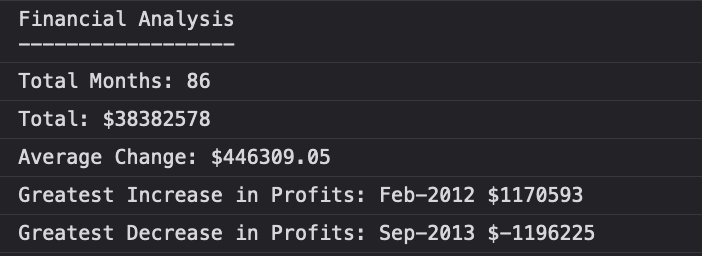 Financial Analysis
------------------
Total Months: 86
Total: $38382578
Average Change: $446309.05
Greatest Increase in Profits: Feb-2012 $1170593
Greatest Decrease in Profits: Sep-2013 $-1196225